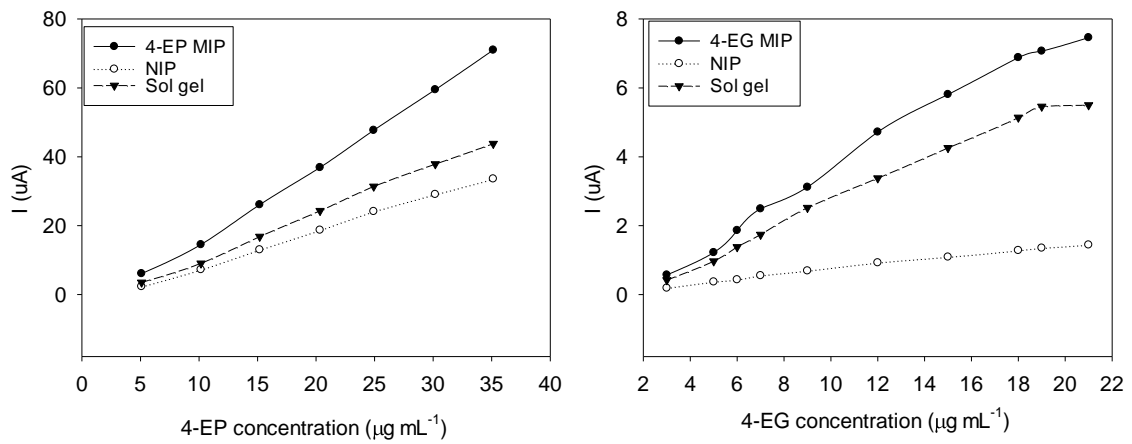 80
60
40
20
0
I (uA)
4-EP MIP
NIP
Sol gel
0 5 10 15 20 25 30 35 40
4-EP concentration (μg mL-1)
8
6
4
2
0
I (uA)
4-EG MIP
NIP
Sol gel
2 4 6 8 10 12 14 16 18 20 22
4-EG concentration (μg mL-1)